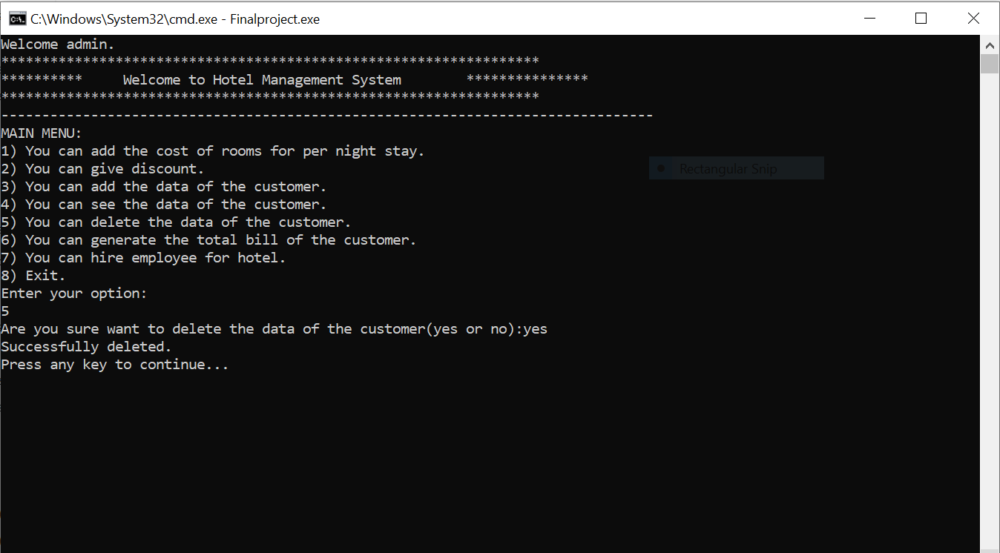 C:\Windows\System32\cmd.exe - Finalproject.exe
Welcome admin.
******************************************************************
**********     Welcome to Hotel Management System        ***************
******************************************************************
--------------------------------------------------------------------------------
MAIN MENU:
1) You can add the cost of rooms for per night stay.
2) You can give discount.
Rectangular Snip
3) You can add the data of the customer.
4) You can see the data of the customer.
5) You can delete the data of the customer.
6) You can generate the total bill of the customer.
7) You can hire employee for hotel.
8) Exit.
Enter your option:
5
Are you sure want to delete the data of the customer(yes or no):yes
Successfully deleted.
Press any key to continue...